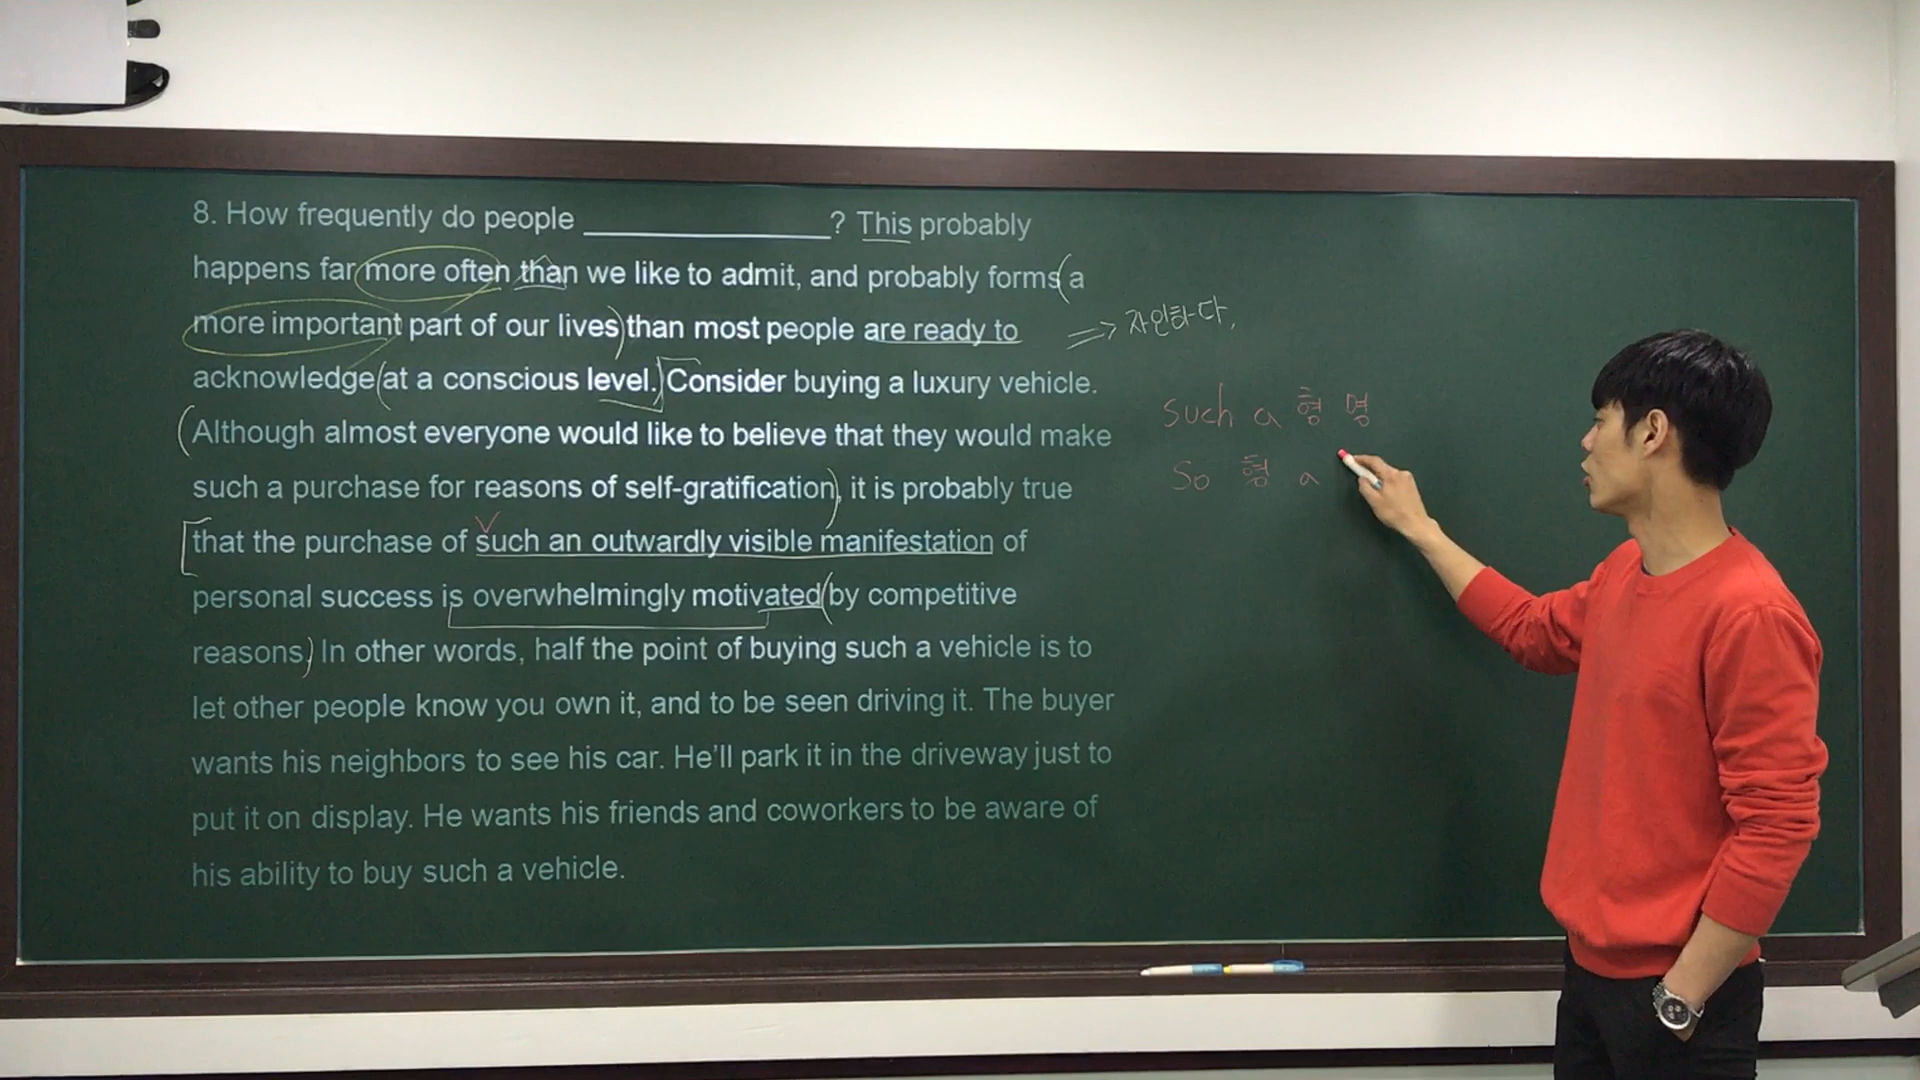 8. How frequently do people ____________? This probably
happens far more often than we like to admit, and probably forms (a
more important part of our lives) than most people are ready to
acknowledge (at a conscious level.) Consider buying a luxury vehicle.
(Although almost everyone would like to believe that they would make
such a purchase for reasons of self-gratification), it is probably true
[that the purchase of such an outwardly visible manifestation of
personal success is overwhelmingly motivated (by competitive
reasons.) In other words, half the point of buying such a vehicle is to
let other people know you own it, and to be seen driving it. The buyer
wants his neighbors to see his car. He'll park it in the driveway just to
put it on display. He wants his friends and coworkers to be aware of
his ability to buy such a vehicle.
⇒ 자인하다,
such a 형 명
so 형 a